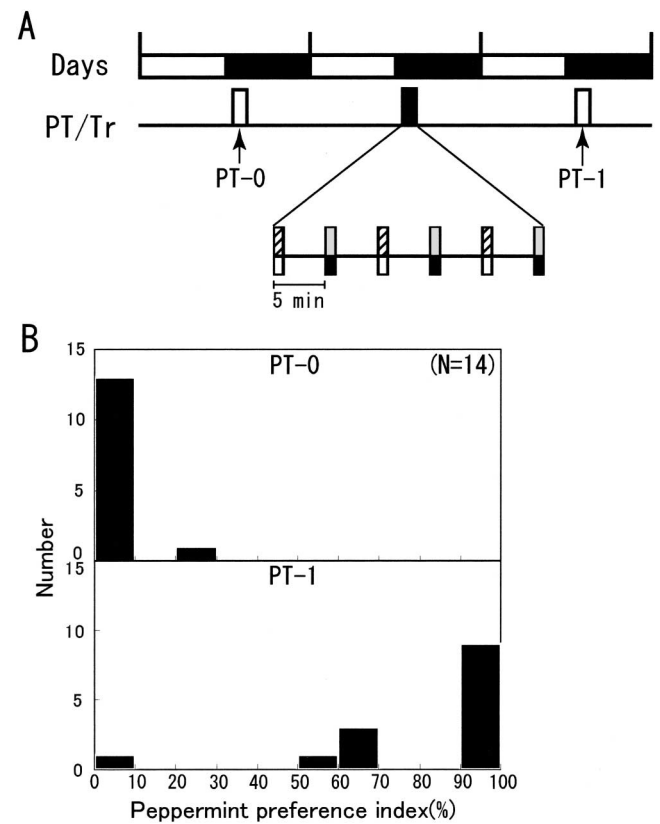 A
Days
PT/Tr
PT-0
PT-1
5 min
B
15
PT-0
(N=14)
10
5
0
Number
15
PT-1
10
5
0
0 10 20 30 40 50 60 70 80 90 100
Peppermint preference index(%)